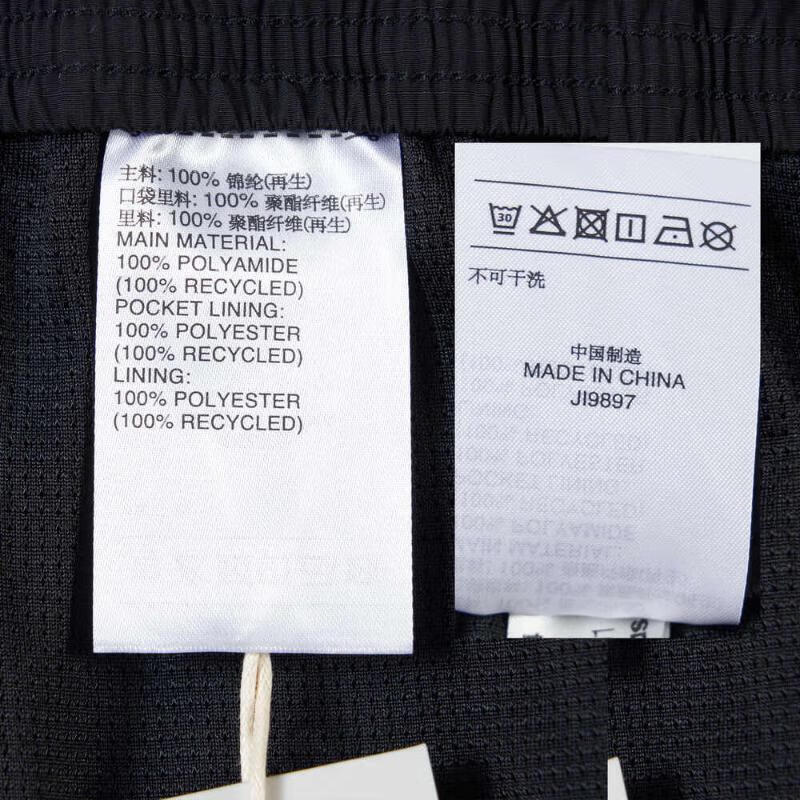 主料: 100% 锦纶(再生)
口袋里料: 100% 聚酯纤维(再生)
里料: 100% 聚酯纤维(再生)
MAIN MATERIAL:
100% POLYAMIDE
(100% RECYCLED)
POCKET LINING:
100% POLYESTER
(100% RECYCLED)
LINING:
100% POLYESTER
(100% RECYCLED)
30
不可干洗
中国制造
MADE IN CHINA
JI9897